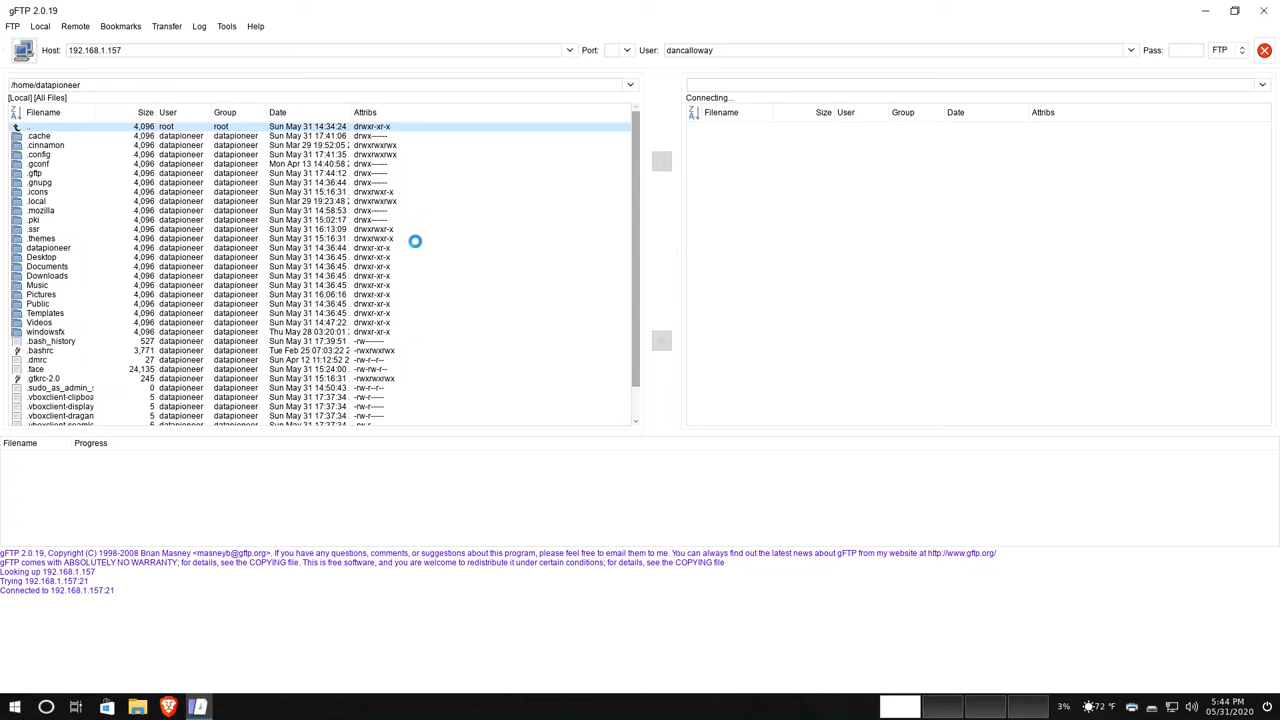 gFTP 2.0.19
FTP Local Remote Bookmarks Transfer Log Tools Help
Host: 192.168.1.157 Port: User: dancalloway Pass: FTP
/home/datapioneer
[Local] [All Files] Connecting...
Filename Size User Group Date Attribs Filename Size User Group Date Attribs
.. 4,096 root root Sun May 31 14:34:24 drwxr-xr-x
.cache 4,096 datapioneer datapioneer Sun May 31 17:41:06 drwx------
.cinnamon 4,096 datapioneer datapioneer Sun Mar 29 19:52:05 2 drwxrwxrwx
.config 4,096 datapioneer datapioneer Sun May 31 17:41:35 drwxrwxrwx
.gconf 4,096 datapioneer datapioneer Mon Apr 13 14:40:58 2 drwx------
.gftp 4,096 datapioneer datapioneer Sun May 31 17:44:12 drwx------
.gnupg 4,096 datapioneer datapioneer Sun May 31 14:36:44 drwx------
.icons 4,096 datapioneer datapioneer Sun May 31 15:16:31 drwxrwxr-x
.local 4,096 datapioneer datapioneer Sun Mar 29 19:23:48 2 drwxrwxrwx
.mozilla 4,096 datapioneer datapioneer Sun May 31 14:58:53 drwx------
.pki 4,096 datapioneer datapioneer Sun May 31 15:02:17 drwx------
.ssr 4,096 datapioneer datapioneer Sun May 31 16:13:09 drwxrwxr-x
.themes 4,096 datapioneer datapioneer Sun May 31 15:16:31 drwxrwxr-x
datapioneer 4,096 datapioneer datapioneer Sun May 31 14:36:44 drwxr-xr-x
Desktop 4,096 datapioneer datapioneer Sun May 31 14:36:45 drwxr-xr-x
Documents 4,096 datapioneer datapioneer Sun May 31 14:36:45 drwxr-xr-x
Downloads 4,096 datapioneer datapioneer Sun May 31 14:36:45 drwxr-xr-x
Music 4,096 datapioneer datapioneer Sun May 31 14:36:45 drwxr-xr-x
Pictures 4,096 datapioneer datapioneer Sun May 31 16:06:16 drwxr-xr-x
Public 4,096 datapioneer datapioneer Sun May 31 14:36:45 drwxr-xr-x
Templates 4,096 datapioneer datapioneer Sun May 31 14:36:45 drwxr-xr-x
Videos 4,096 datapioneer datapioneer Sun May 31 14:47:22 drwxr-xr-x
windowsfx 4,096 datapioneer datapioneer Thu May 28 03:20:01 2 drwxr-xr-x
.bash_history 527 datapioneer datapioneer Sun May 31 17:39:51 -rw-------
.bashrc 3,771 datapioneer datapioneer Tue Feb 25 07:03:22 2 -rwxrwxrwx
.dmrc 27 datapioneer datapioneer Sun Apr 12 11:12:52 2 -rw-r--r--
.face 24,135 datapioneer datapioneer Sun May 31 15:24:00 -rw-rw-r--
.gtkrc-2.0 245 datapioneer datapioneer Sun May 31 15:16:31 -rwxrwxrwx
.sudo_as_admin_s 0 datapioneer datapioneer Sun May 31 14:50:43 -rw-r--r--
.vboxclient-clipboa 5 datapioneer datapioneer Sun May 31 17:37:34 -rw-r-----
.vboxclient-display 5 datapioneer datapioneer Sun May 31 17:37:34 -rw-r-----
.vboxclient-dragan 5 datapioneer datapioneer Sun May 31 17:37:34 -rw-r-----
.vboxclient-seamls 5 datapioneer datapioneer Sun May 31 17:37:34 -rw-r-----
Filename Progress
gFTP 2.0.19, Copyright (C) 1998-2008 Brian Masney <masneyb@gftp.org>. If you have any questions, comments, or suggestions about this program, please feel free to email them to me. You can always find out the latest news about gFTP from my website at http://www.gftp.org/
gFTP comes with ABSOLUTELY NO WARRANTY; for details, see the COPYING file. This is free software, and you are welcome to redistribute it under certain conditions; for details, see the COPYING file
Looking up 192.168.1.157
Trying 192.168.1.157:21
Connected to 192.168.1.157:21
3% 72 °F 5:44 PM
05/31/2020